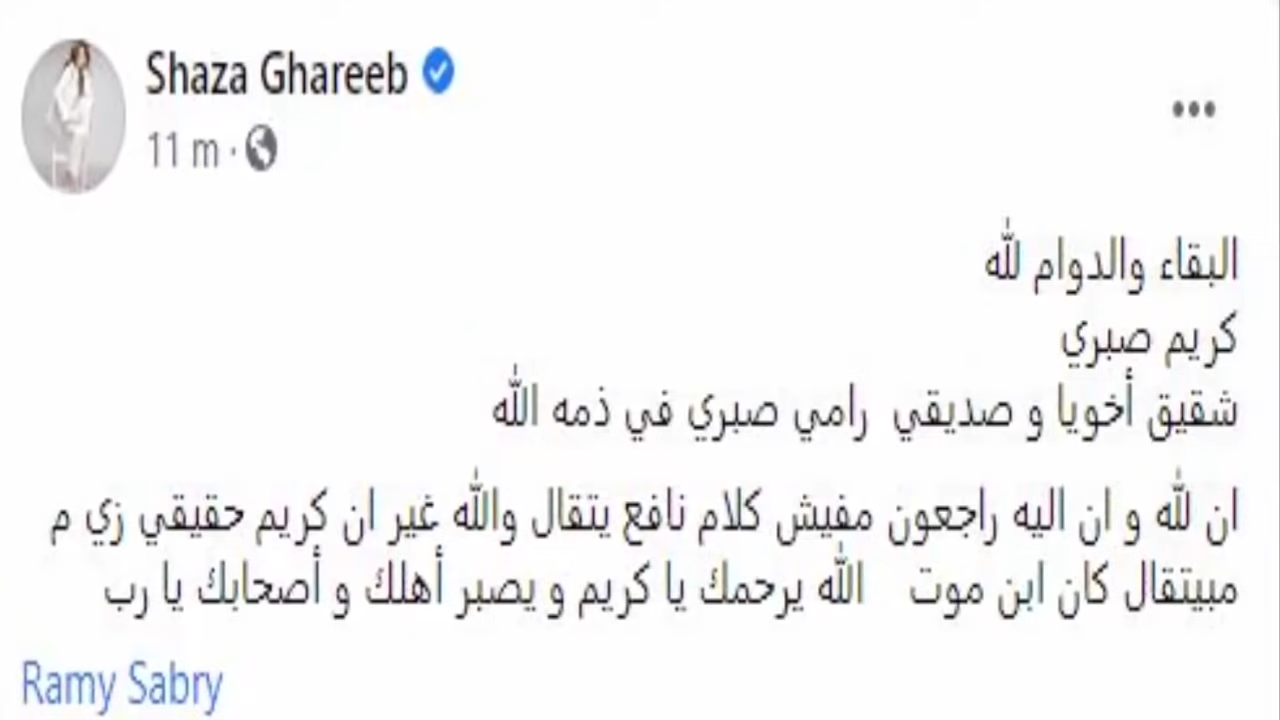 Shaza Ghareeb
11 m ·
البقاء والدوام لله
كريم صبري
شقيق أخويا و صديقي رامي صبري في ذمه الله
ان لله و ان اليه راجعون مفيش كلام نافع يتقال والله غير ان كريم حقيقي زي م
مبيتقال كان ابن موت الله يرحمك يا كريم و يصبر أهلك و أصحابك يا رب
Ramy Sabry